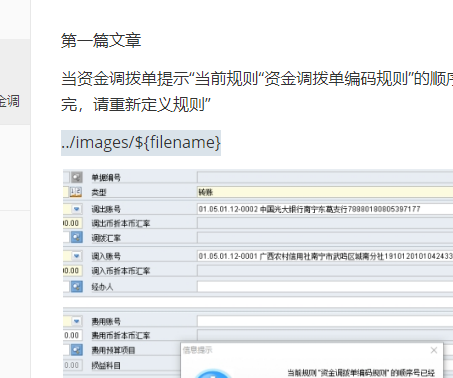 第一篇文章
当资金调拨单提示“当前规则“资金调拨单编码规则”的顺序
完，请重新定义规则”
金调
../images/${filename}
单据编号
类型 转账
调出账号 01.05.01.12-0002 中国光大银行南宁东葛支行78980180805397177
00.00 调出币折本币汇率
调拨汇率
调入账号 01.05.01.12-0001 广西农村信用社南宁市武鸣区城南分社1910120101042433
00.00 调入币折本币汇率
经办人
费用账号
0.00 费用币折本币汇率
费用预算项目
0.00 损益科目
信息提示
当前规则“资金调拨单编码规则”的顺序号已经